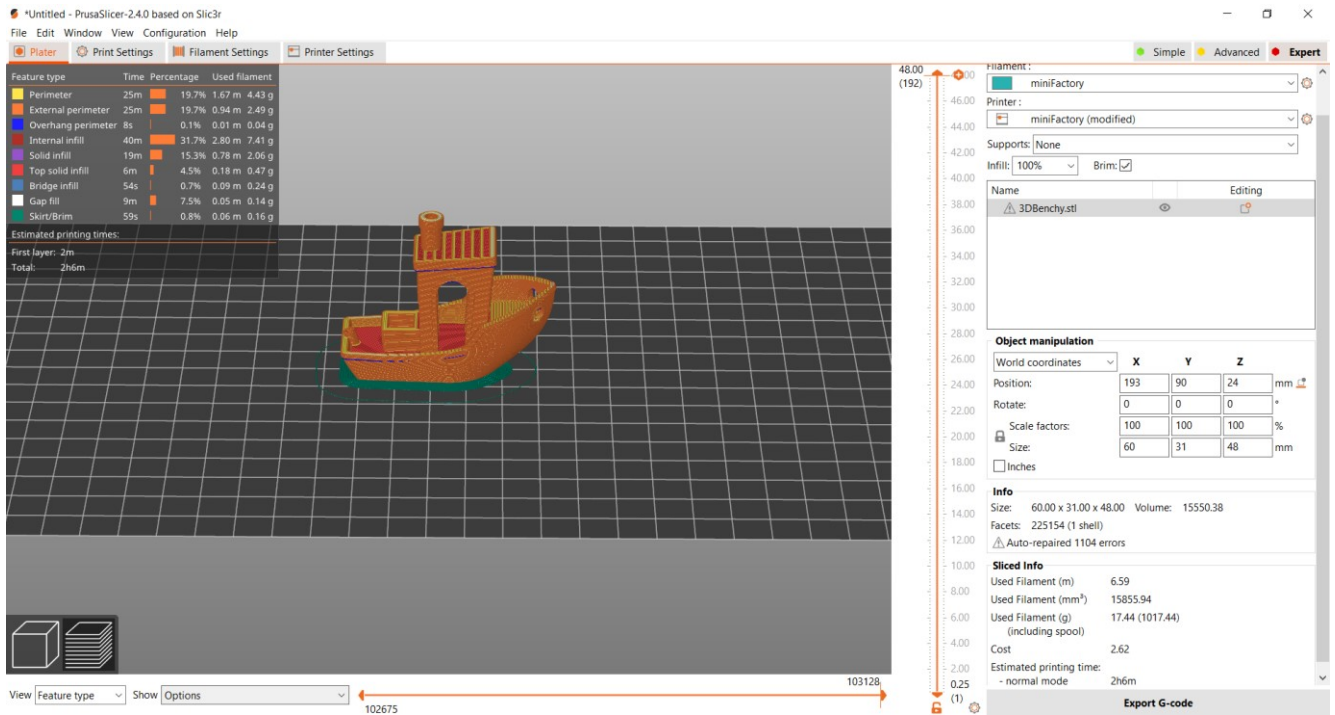 *Untitled - PrusaSlicer-2.4.0 based on Slic3r
File Edit Window View Configuration Help
Plater Print Settings Filament Settings Printer Settings Simple Advanced Expert
Feature type Time Percentage Used filament
Perimeter 25m 19.7% 1.67 m 4.43 g
External perimeter 25m 19.7% 0.94 m 2.49 g
Overhang perimeter 8s 0.1% 0.01 m 0.04 g
Internal infill 40m 31.7% 2.80 m 7.41 g
Solid infill 19m 15.3% 0.78 m 2.06 g
Top solid infill 6m 4.5% 0.18 m 0.47 g
Bridge infill 54s 0.7% 0.09 m 0.24 g
Gap fill 9m 7.5% 0.05 m 0.14 g
Skirt/Brim 59s 0.8% 0.06 m 0.16 g
Estimated printing times:
First layer: 2m
Total: 2h6m
View Feature type Show Options
103128
102675
48.00
(192)
46.00
44.00
42.00
40.00
38.00
36.00
34.00
32.00
30.00
28.00
26.00
24.00
22.00
20.00
18.00
16.00
14.00
12.00
10.00
8.00
6.00
4.00
2.00
0.25
(1)
Filament :
miniFactory
Printer :
miniFactory (modified)
Supports: None
Infill: 100% Brim:
Name Editing
3DBenchy.stl
Object manipulation
World coordinates X Y Z
Position: 193 90 24 mm
Rotate: 0 0 0 °
Scale factors: 100 100 100 %
Size: 60 31 48 mm
Inches
Info
Size: 60.00 x 31.00 x 48.00 Volume: 15550.38
Facets: 225154 (1 shell)
Auto-repaired 1104 errors
Sliced Info
Used Filament (m) 6.59
Used Filament (mm³) 15855.94
Used Filament (g) 17.44 (1017.44)
(including spool)
Cost 2.62
Estimated printing time:
- normal mode 2h6m
Export G-code